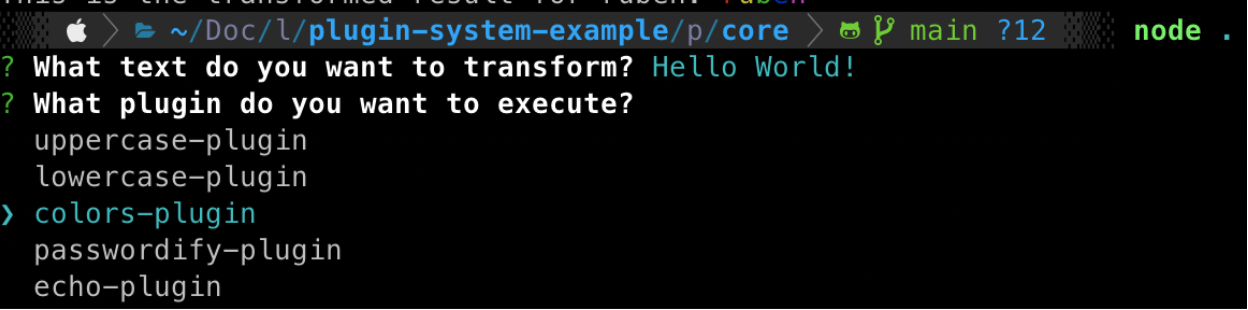 This is the transformed result for ruben: ruben
~/Doc/l/plugin-system-example/p/core main ?12 node .
? What text do you want to transform? Hello World!
? What plugin do you want to execute?
uppercase-plugin
lowercase-plugin
❯ colors-plugin
passwordify-plugin
echo-plugin